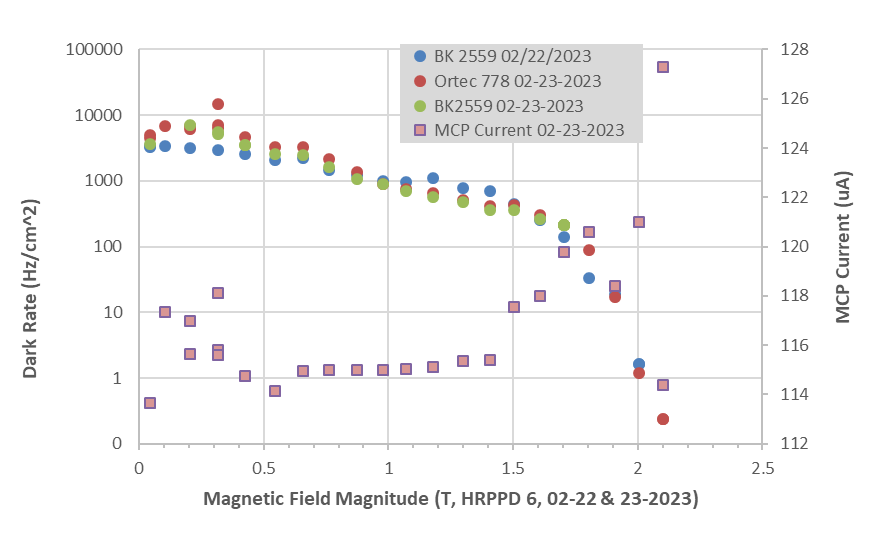 100000
10000
1000
100
10
1
0
Dark Rate (Hz/cm^2)
BK 2559 02/22/2023
Ortec 778 02-23-2023
BK2559 02-23-2023
MCP Current 02-23-2023
128
126
124
122
120
118
116
114
112
MCP Current (uA)
0 0.5 1 1.5 2 2.5
Magnetic Field Magnitude (T, HRPPD 6, 02-22 & 23-2023)